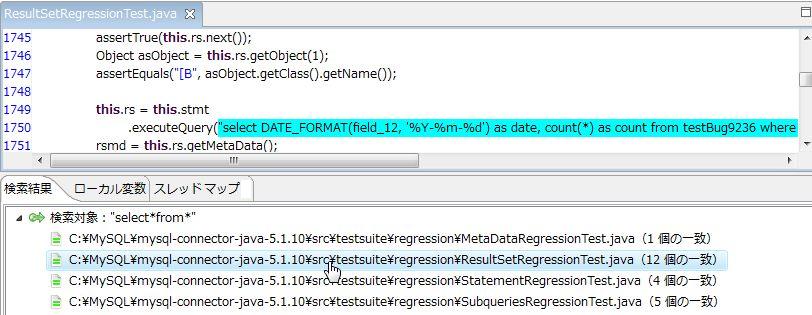 ResultSetRegressionTest.java
1745 assertTrue(this.rs.next());
1746 Object asObject = this.rs.getObject(1);
1747 assertEquals("[B", asObject.getClass().getName());
1748
1749 this.rs = this.stmt
1750 .executeQuery("select DATE_FORMAT(field_12, '%Y-%m-%d') as date, count(*) as count from testBug9236 where
1751 rsmd = this.rs.getMetaData();
検索結果 ローカル変数 スレッド マップ
検索対象 : "select*from*"
C:¥MySQL¥mysql-connector-java-5.1.10¥src¥testsuite¥regression¥MetaDataRegressionTest.java（1 個の一致）
C:¥MySQL¥mysql-connector-java-5.1.10¥src¥testsuite¥regression¥ResultSetRegressionTest.java（12 個の一致）
C:¥MySQL¥mysql-connector-java-5.1.10¥src¥testsuite¥regression¥StatementRegressionTest.java（4 個の一致）
C:¥MySQL¥mysql-connector-java-5.1.10¥src¥testsuite¥regression¥SubqueriesRegressionTest.java（5 個の一致）